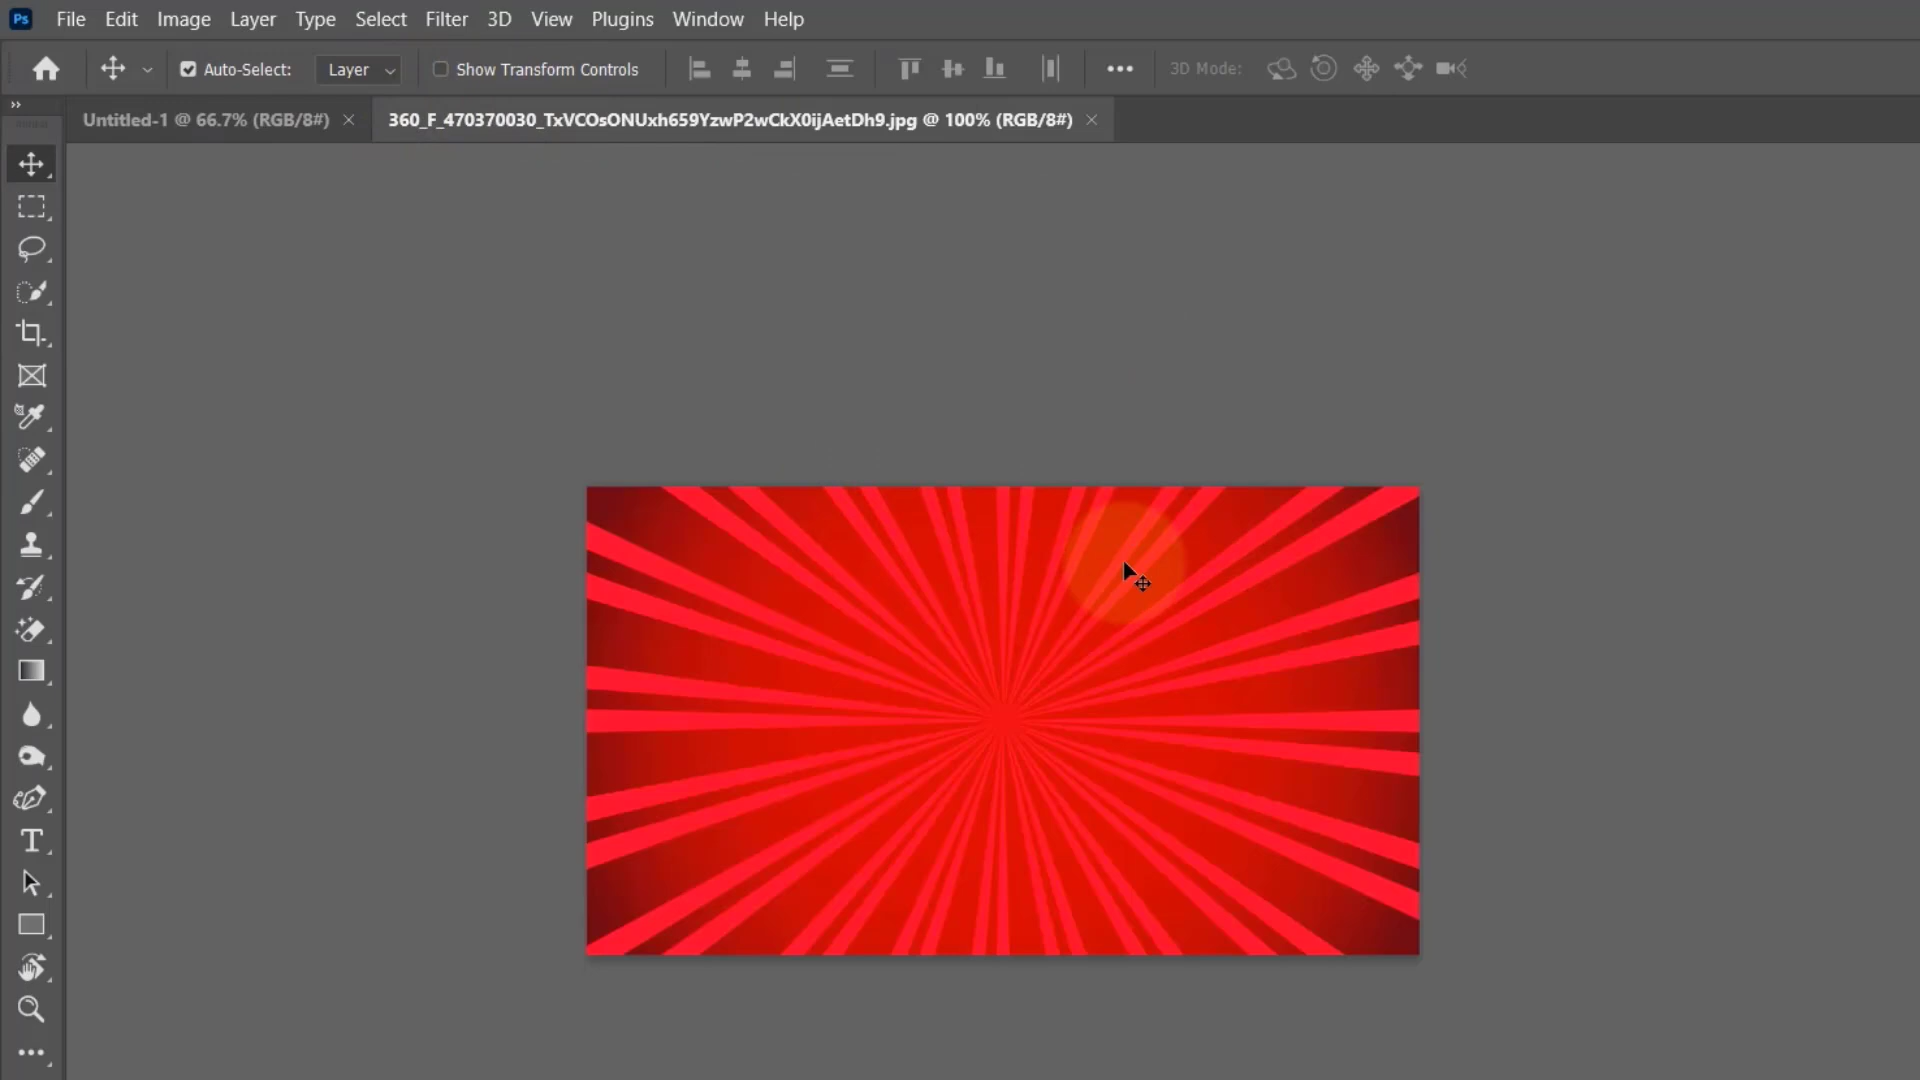 Ps File Edit Image Layer Type Select Filter 3D View Plugins Window Help
Auto-Select: Layer Show Transform Controls 3D Mode:
Untitled-1 @ 66.7% (RGB/8#) 360_F_470370030_TxVCOsONUxh659YzwP2wCkX0ijAetDh9.jpg @ 100% (RGB/8#)